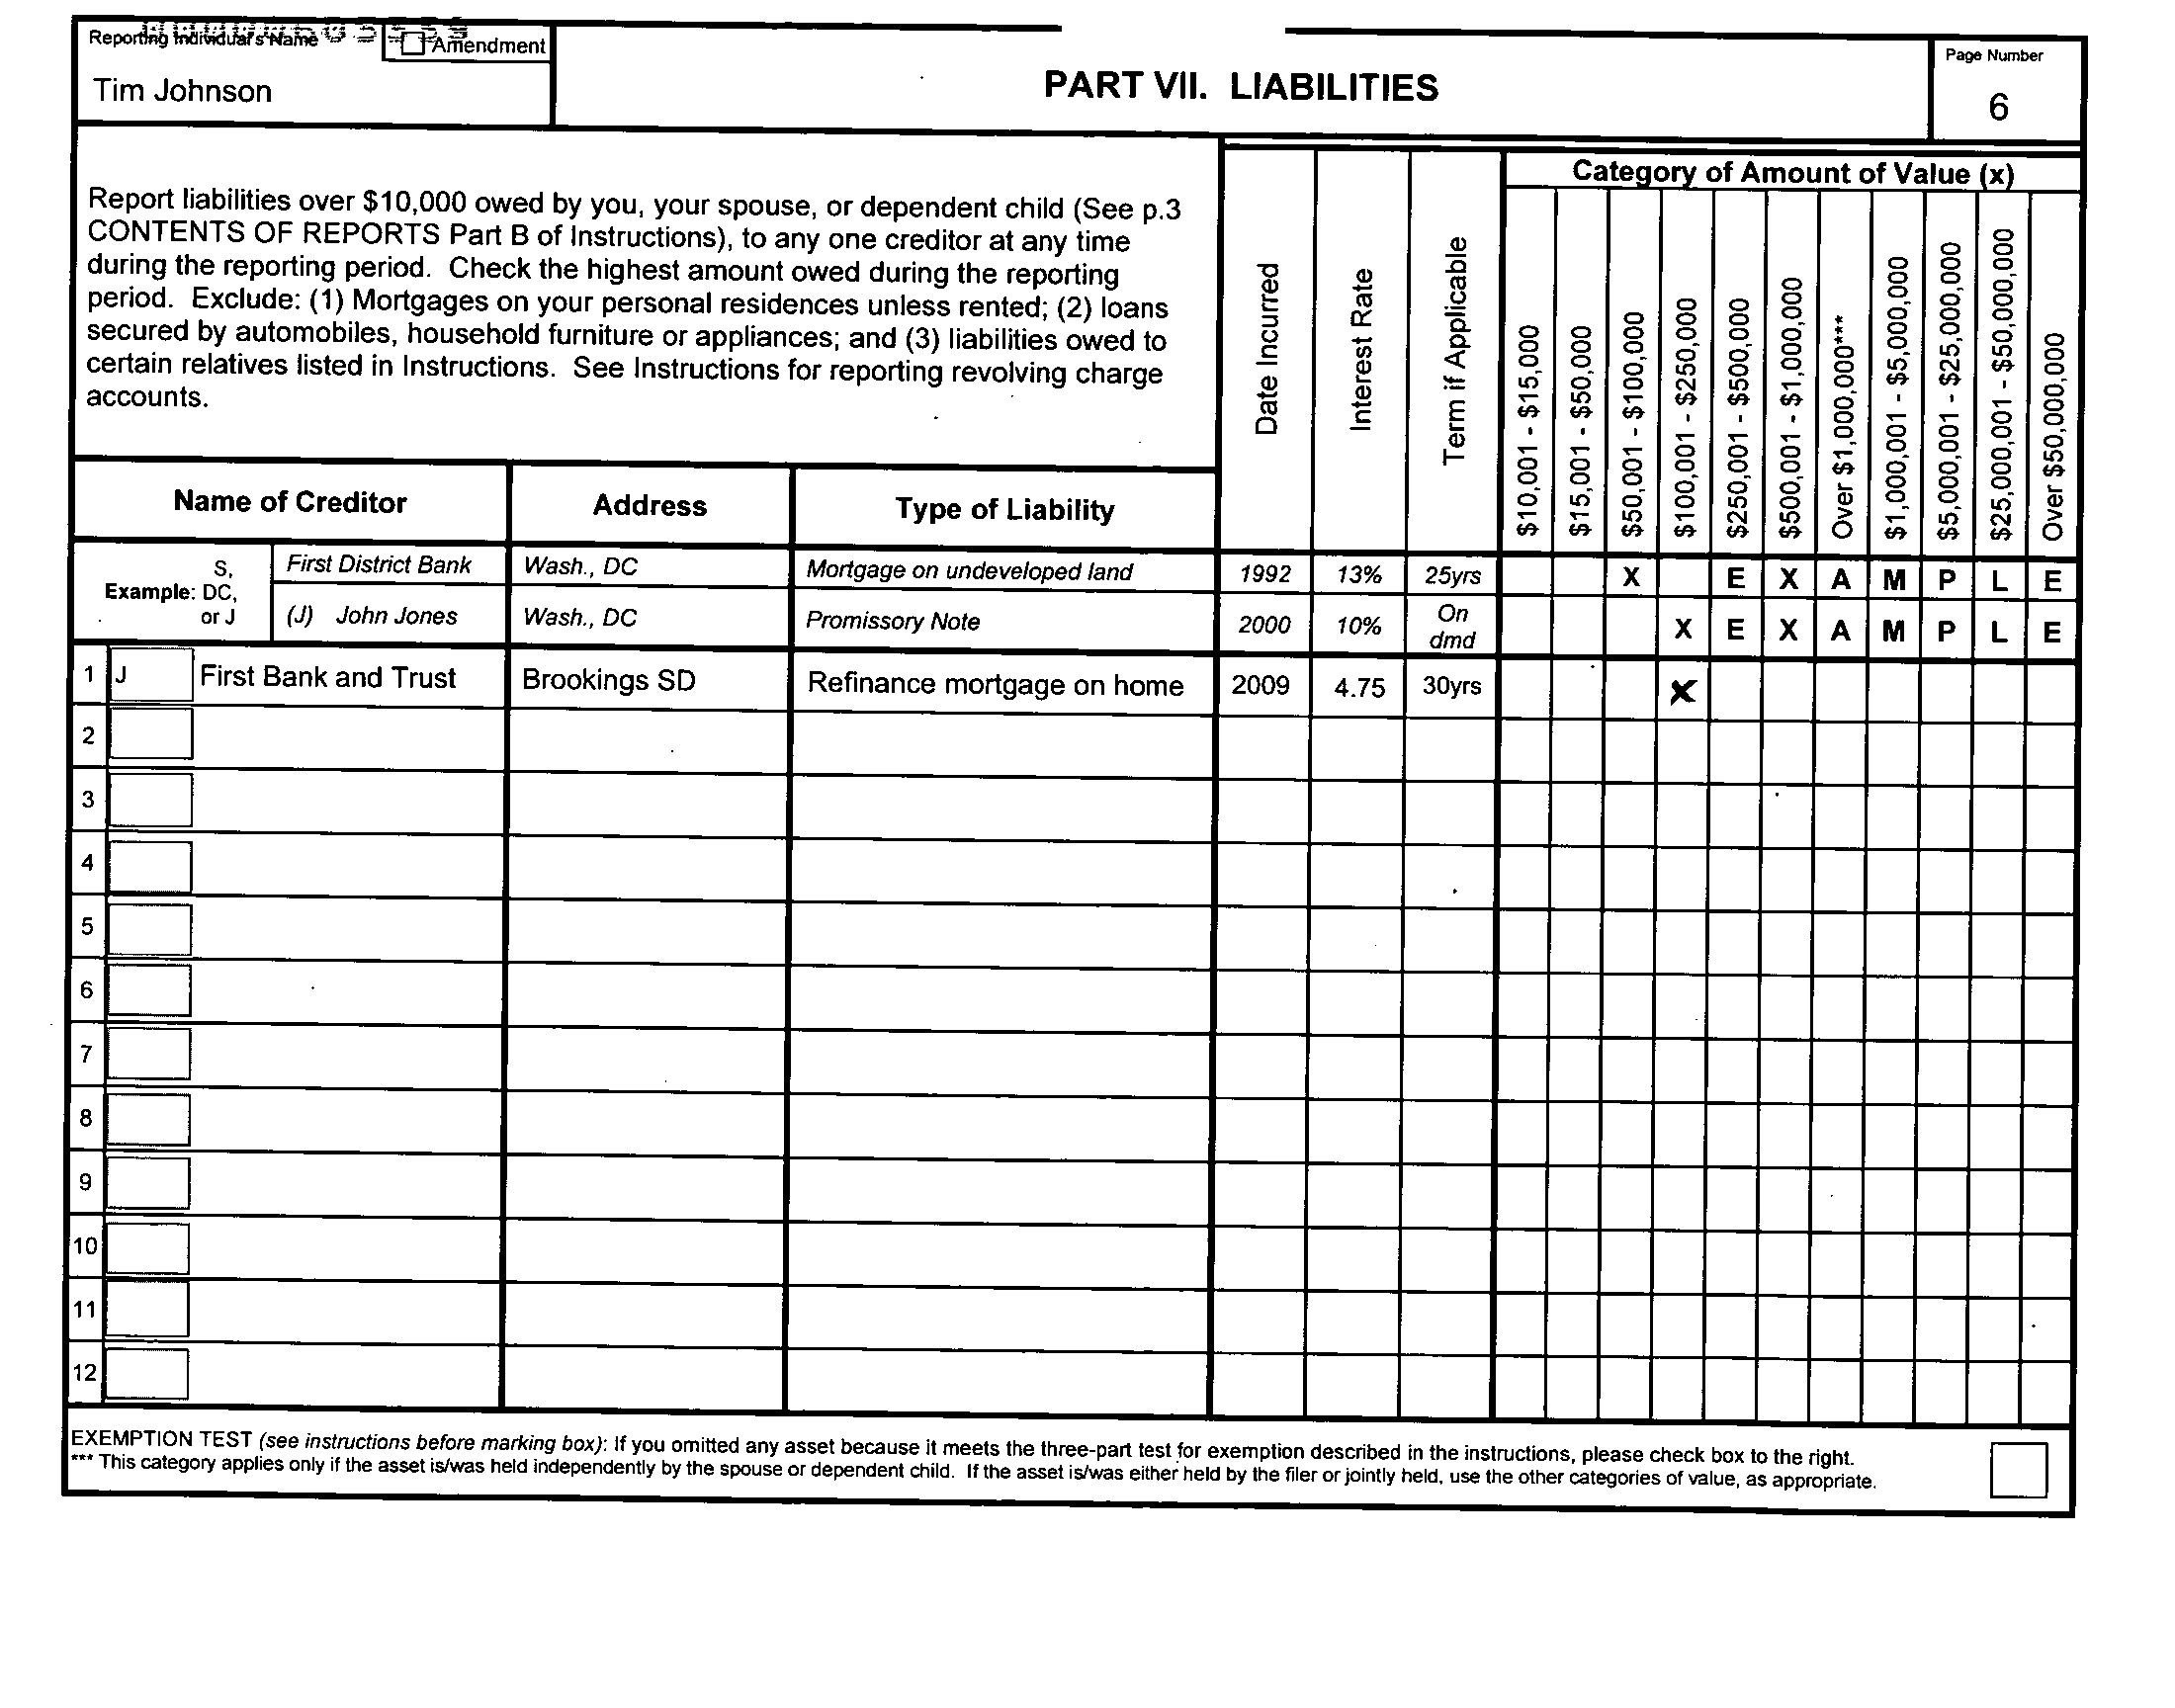 Reporting Individual's Name
Amendment
Tim Johnson
PART VII. LIABILITIES
Page Number
6
Report liabilities over $10,000 owed by you, your spouse, or dependent child (See p.3
CONTENTS OF REPORTS Part B of Instructions), to any one creditor at any time
during the reporting period. Check the highest amount owed during the reporting
period. Exclude: (1) Mortgages on your personal residences unless rented; (2) loans
secured by automobiles, household furniture or appliances; and (3) liabilities owed to
certain relatives listed in Instructions. See Instructions for reporting revolving charge
accounts.
Date Incurred
Interest Rate
Term if Applicable
Category of Amount of Value (x)
$10,001 - $15,000
$15,001 - $50,000
$50,001 - $100,000
$100,001 - $250,000
$250,001 - $500,000
$500,001 - $1,000,000
Over $1,000,000***
$1,000,001 - $5,000,000
$5,000,001 - $25,000,000
$25,000,001 - $50,000,000
Over $50,000,000
Name of Creditor Address Type of Liability
Example: S, DC, or J
First District Bank Wash., DC Mortgage on undeveloped land 1992 13% 25yrs X E X A M P L E
(J) John Jones Wash., DC Promissory Note 2000 10% On dmd X E X A M P L E
1 J First Bank and Trust Brookings SD Refinance mortgage on home 2009 4.75 30yrs X
2
3
4
5
6
7
8
9
10
11
12
EXEMPTION TEST (see instructions before marking box): If you omitted any asset because it meets the three-part test for exemption described in the instructions, please check box to the right.
*** This category applies only if the asset is/was held independently by the spouse or dependent child. If the asset is/was either held by the filer or jointly held, use the other categories of value, as appropriate.